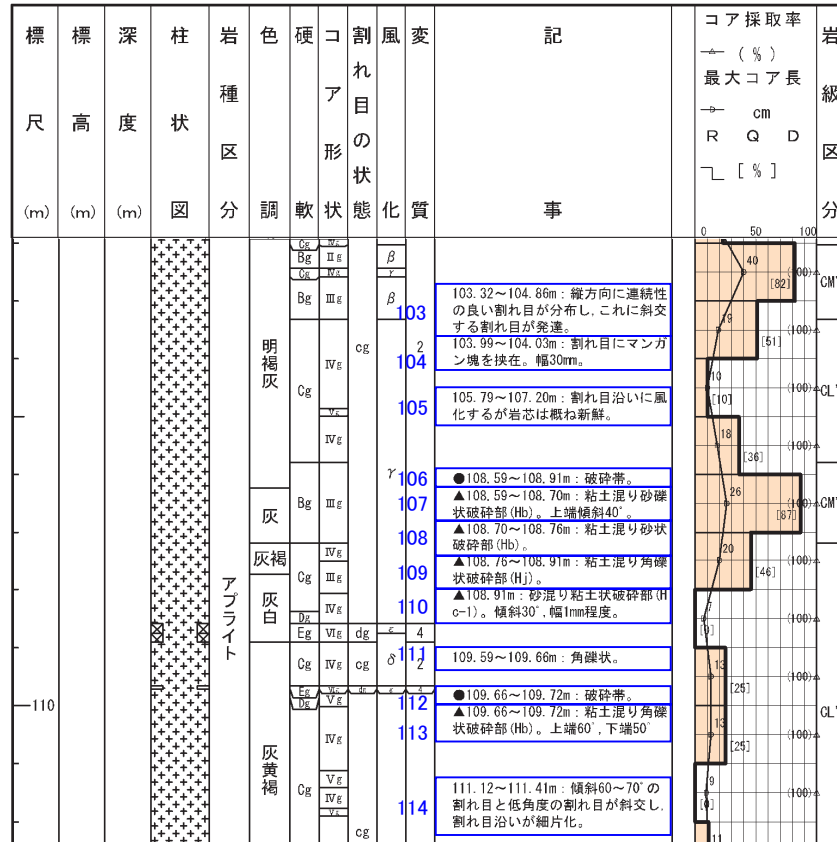 標尺(m)
標高(m)
深度(m)
柱状図
岩種区分
色調
硬軟
コア形状
割れ目の状態
風化
変質
記事
コア採取率
(%)
最大コア長
cm
R Q D
[%]
岩級区分
0 50 100
Cg
Ⅳg
Bg
Ⅱg
β
Cg
Ⅳg
γ
Bg
Ⅲg
β
103
103.32～104.86m：縦方向に連続性
の良い割れ目が分布し,これに斜交
する割れ目が発達。
明褐灰
cg
2
104
103.99～104.03m：割れ目にマンガ
ン塊を挟在。幅30mm。
Ⅳg
Cg
105
105.79～107.20m：割れ目沿いに風
化するが岩芯は概ね新鮮。
Ⅴg
Ⅳg
γ
106
●108.59～108.91m：破砕帯。
107
▲108.59～108.70m：粘土混り砂礫
状破砕部(Hb)。上端傾斜40ﾟ。
灰
Bg
Ⅲg
108
▲108.70～108.76m：粘土混り砂状
破砕部(Hb)。
灰褐
Ⅳg
109
▲108.76～108.91m：粘土混り角礫
状破砕部(Hj)。
Cg
Ⅲg
灰白
Ⅳg
110
▲108.91m：砂混り粘土状破砕部(H
c-1)。傾斜30ﾟ,幅1mm程度。
Dg
アプライト
Eg
Ⅵg
dg
ε
4
111
109.59～109.66m：角礫状。
Cg
Ⅳg
cg
δ
2
Eg
Ⅵg
dg
ε
4
112
●109.66～109.72m：破砕帯。
110
Dg
Ⅴg
113
▲109.66～109.72m：粘土混り角礫
状破砕部(Hb)。上端60ﾟ,下端50ﾟ
Ⅳg
灰黄褐
Cg
Ⅴg
Ⅳg
Ⅴg
114
111.12～111.41m：傾斜60～70ﾟの
割れ目と低角度の割れ目が斜交し,
割れ目沿いが細片化。
cg
40
(100)
[82]
CM'
19
(100)
[51]
10
(100)
[10]
CL'
18
(100)
[36]
26
(100)
[87]
CM'
20
(100)
[46]
7
(100)
[9]
13
(100)
[25]
CL'
13
(100)
[25]
9
(100)
[0]
11